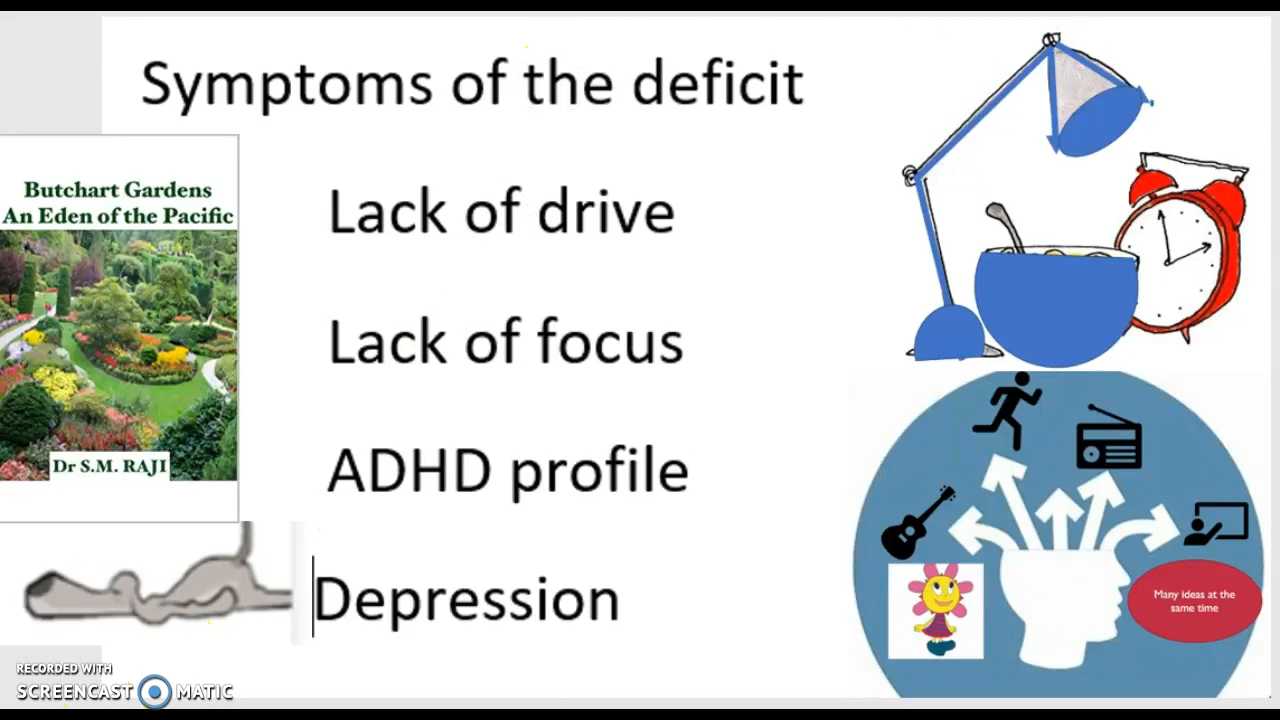 Symptoms of the deficit
Butchart Gardens
An Eden of the Pacific
Dr S.M. RAJI
Lack of drive
Lack of focus
ADHD profile
Depression
Many ideas at the
same time
RECORDED WITH
SCREENCAST MATIC